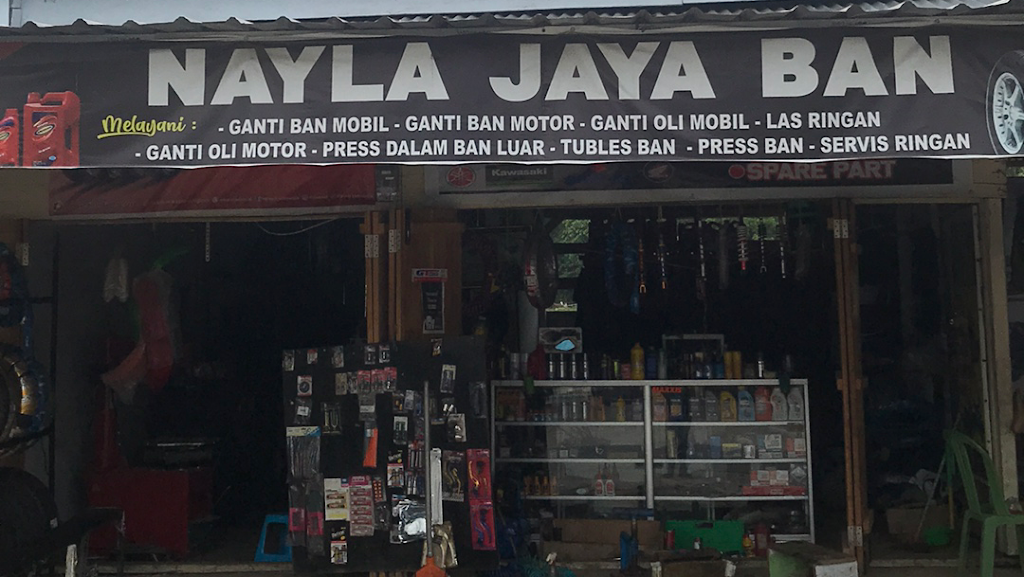 NAYLA JAYA BAN
Melayani : - GANTI BAN MOBIL - GANTI BAN MOTOR - GANTI OLI MOBIL - LAS RINGAN
- GANTI OLI MOTOR - PRESS DALAM BAN LUAR - TUBLES BAN - PRESS BAN - SERVIS RINGAN
Kawasaki
SPARE PART